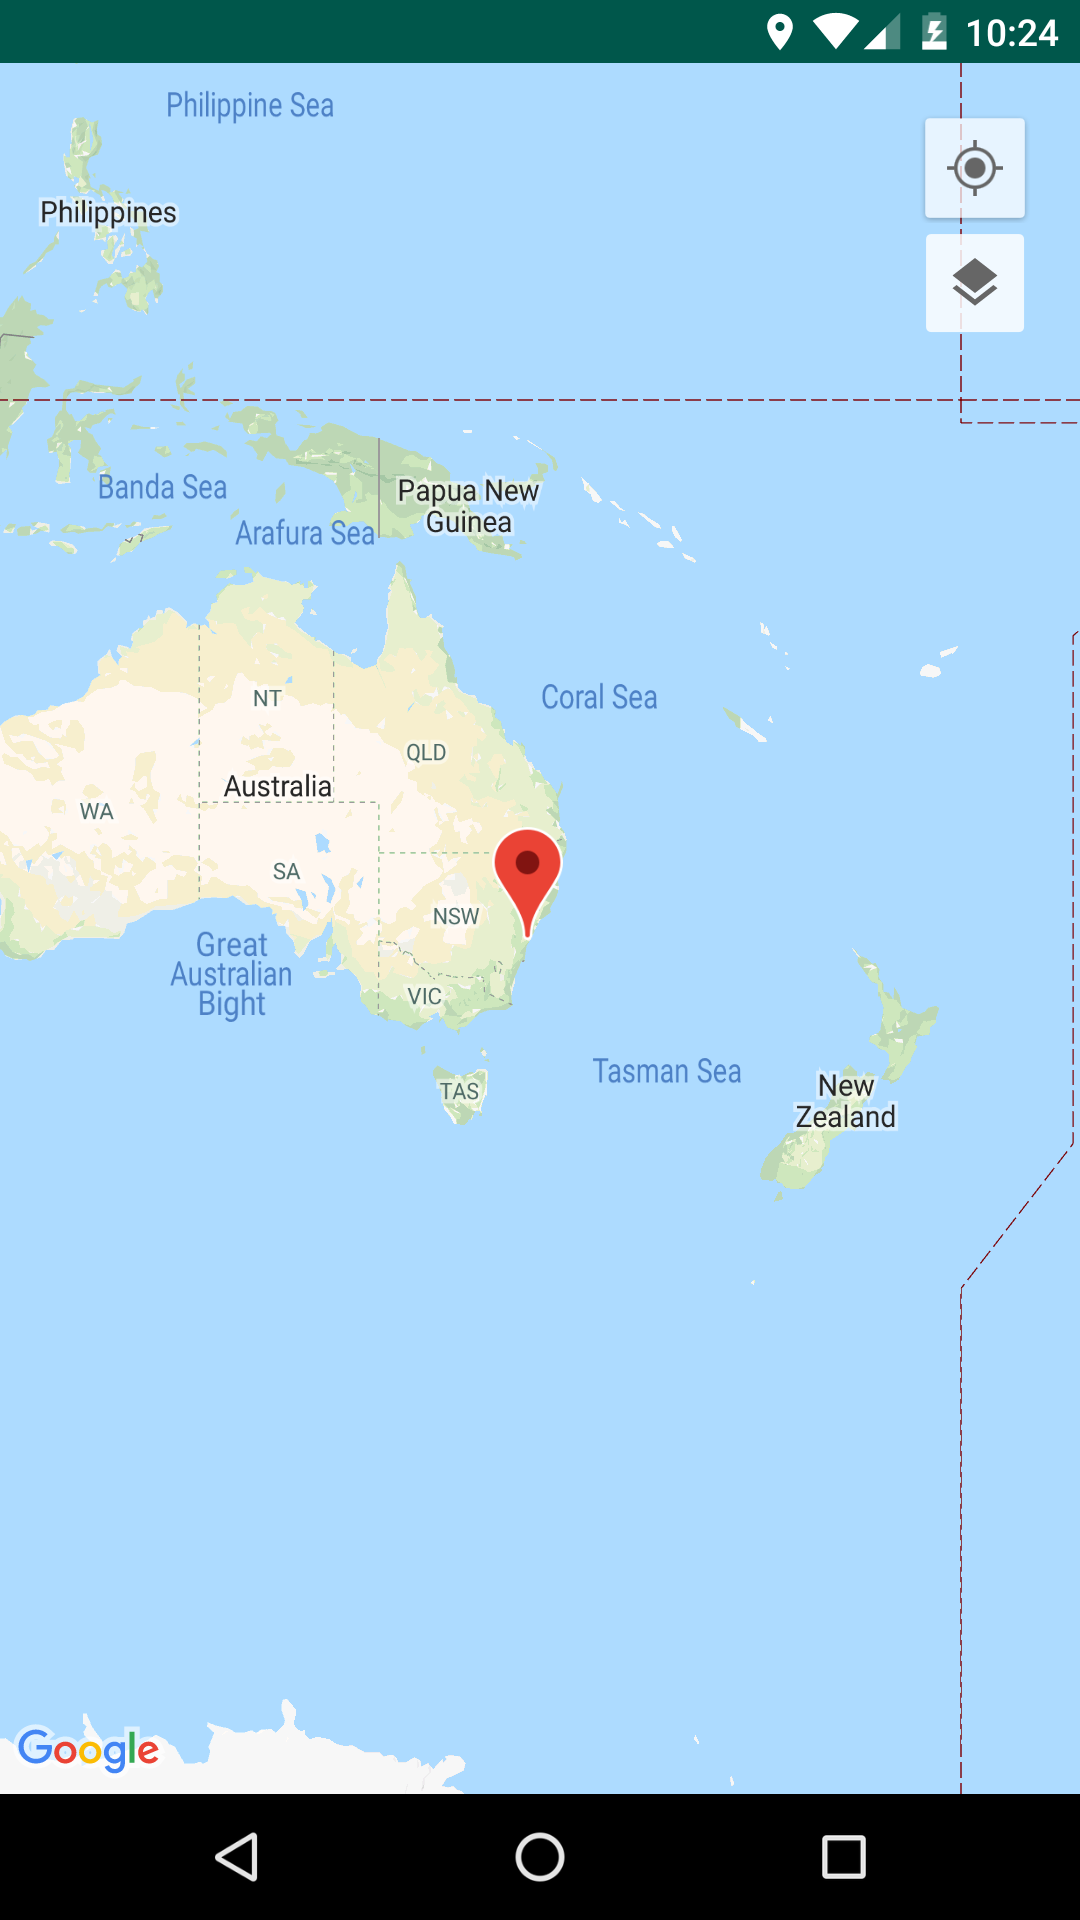 10:24
Philippine Sea
Philippines
Banda Sea
Arafura Sea
Papua New
Guinea
Coral Sea
NT
QLD
Australia
WA
SA
NSW
Great
Australian
Bight
VIC
TAS
Tasman Sea
New
Zealand
Google